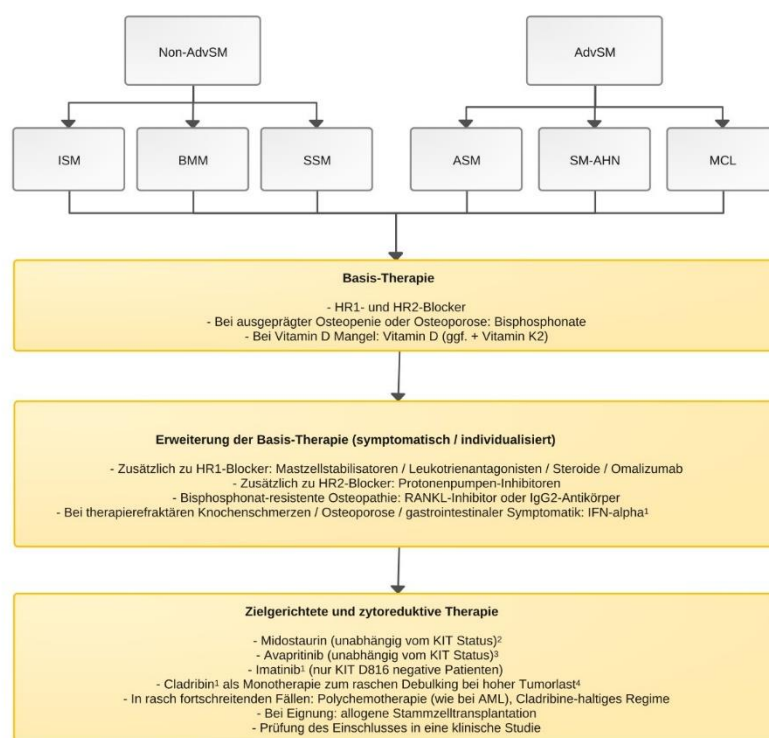 Non-AdvSM
AdvSM
ISM
BMM
SSM
ASM
SM-AHN
MCL
Basis-Therapie
- HR1- und HR2-Blocker
- Bei ausgeprägter Osteopenie oder Osteoporose: Bisphosphonate
- Bei Vitamin D Mangel: Vitamin D (ggf. + Vitamin K2)
Erweiterung der Basis-Therapie (symptomatisch / individualisiert)
- Zusätzlich zu HR1-Blocker: Mastzellstabilisatoren / Leukotrienantagonisten / Steroide / Omalizumab
- Zusätzlich zu HR2-Blocker: Protonenpumpen-Inhibitoren
- Bisphosphonat-resistente Osteopathie: RANKL-Inhibitor oder IgG2-Antikörper
- Bei therapierefraktären Knochenschmerzen / Osteoporose / gastrointestinaler Symptomatik: IFN-alpha¹
Zielgerichtete und zytoreduktive Therapie
- Midostaurin (unabhängig vom KIT Status)²
- Avapritinib (unabhängig vom KIT Status)³
- Imatinib¹ (nur KIT D816 negative Patienten)
- Cladribin¹ als Monotherapie zum raschen Debulking bei hoher Tumorlast⁴
- In rasch fortschreitenden Fällen: Polychemotherapie (wie bei AML), Cladribine-haltiges Regime
- Bei Eignung: allogene Stammzelltransplantation
- Prüfung des Einschlusses in eine klinische Studie